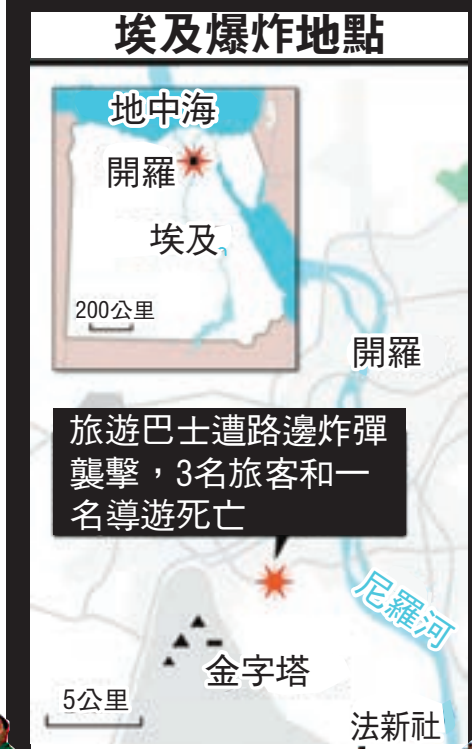 埃及爆炸地點
地中海
開羅
埃及
200公里
開羅
旅遊巴士遭路邊炸彈
襲擊，3名旅客和一
名導遊死亡
尼羅河
金字塔
5公里
法新社